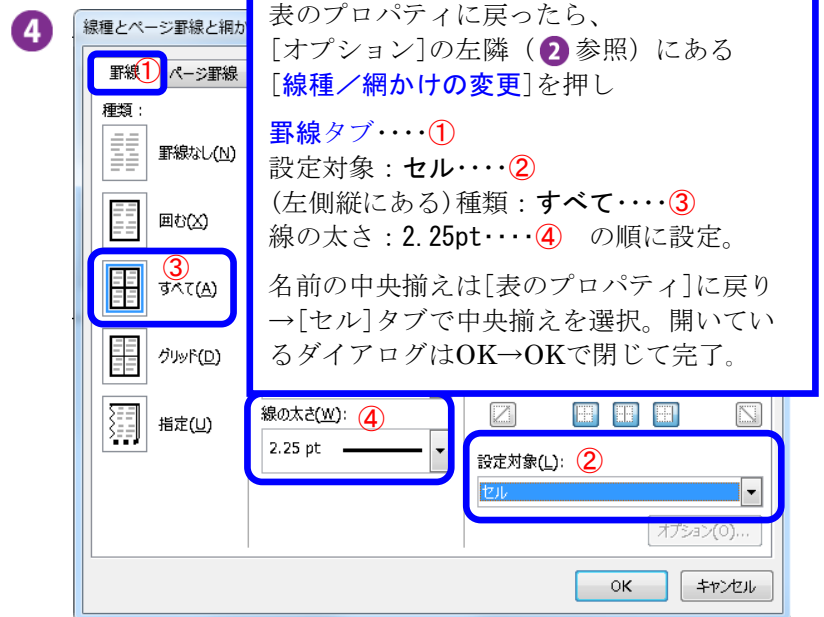 4
線種とページ罫線と網か
表のプロパティに戻ったら、
[オプション]の左隣（2参照）にある
[線種／網かけの変更]を押し
罫線タブ････①
設定対象：セル････②
(左側縦にある)種類：すべて････③
線の太さ：2.25pt････④　の順に設定。
名前の中央揃えは[表のプロパティ]に戻り
→[セル]タブで中央揃えを選択。開いてい
るダイアログはOK→OKで閉じて完了。
罫線① ページ罫線
種類：
罫線なし(N)
囲む(X)
③
すべて(A)
グリッド(D)
指定(U)
線の太さ(W): ④
2.25 pt
設定対象(L): ②
セル
オプション(O)...
OK キャンセル